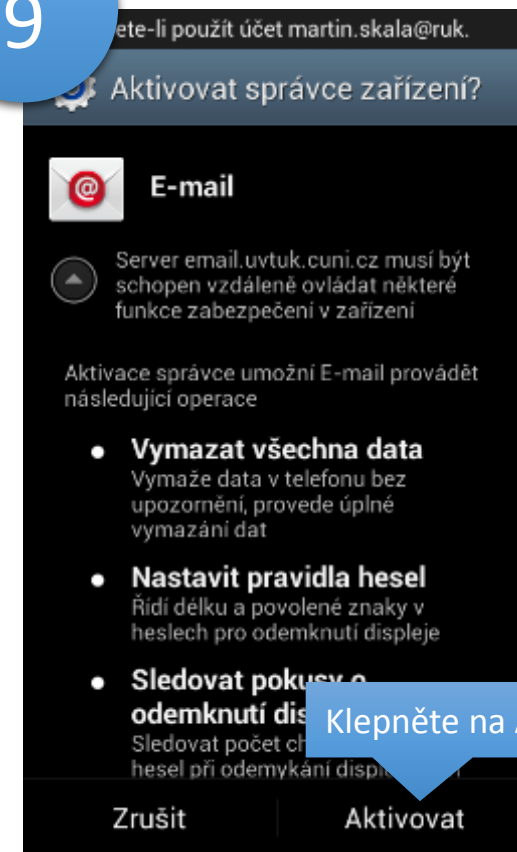 9
ete-li použít účet martin.skala@ruk.
Aktivovat správce zařízení?
E-mail
Server email.uvtuk.cuni.cz musí být
schopen vzdáleně ovládat některé
funkce zabezpečení v zařízení
Aktivace správce umožní E-mail provádět
následující operace
Vymazat všechna data
Vymaže data v telefonu bez
upozornění, provede úplné
vymazání dat
Nastavit pravidla hesel
Řídí délku a povolené znaky v
heslech pro odemknutí displeje
Sledovat pokusy o
odemknutí dis
Sledovat počet ch
hesel při odemykání disp
Klepněte na
Zrušit
Aktivovat